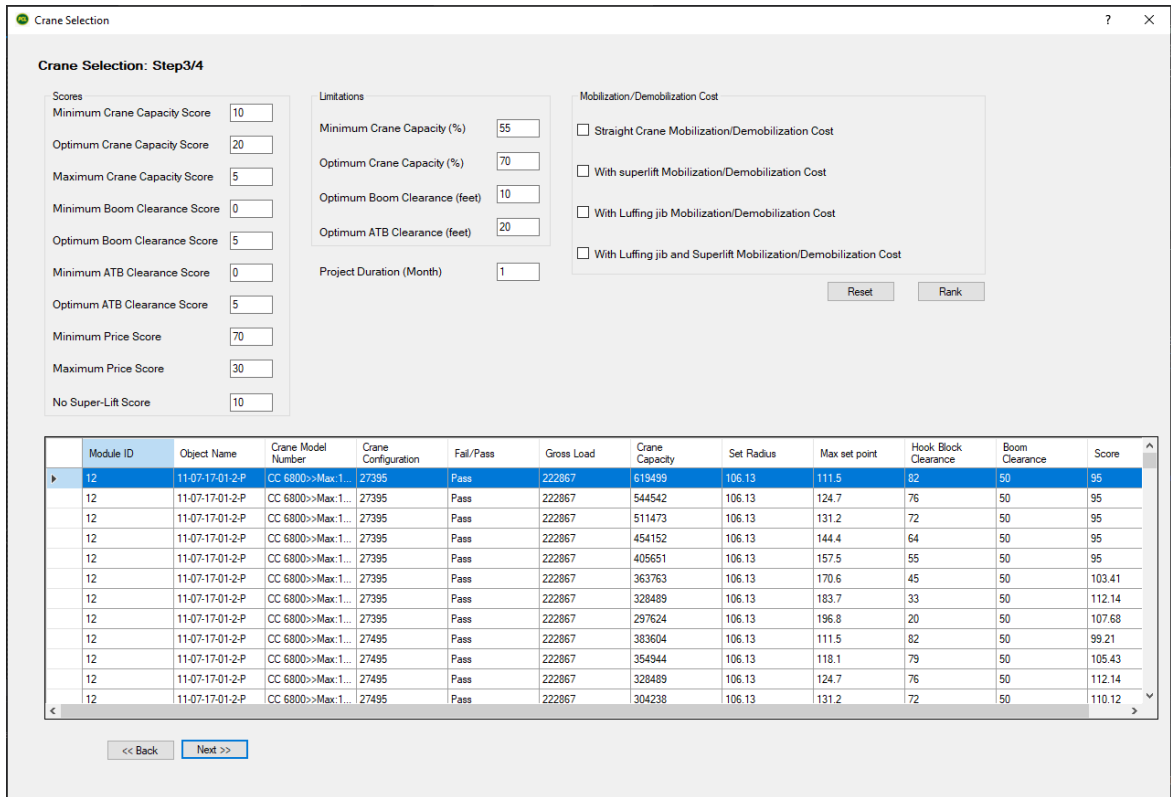 PCL Crane Selection ? ×
Crane Selection: Step3/4
Scores
Minimum Crane Capacity Score 10
Optimum Crane Capacity Score 20
Maximum Crane Capacity Score 5
Minimum Boom Clearance Score 0
Optimum Boom Clearance Score 5
Minimum ATB Clearance Score 0
Optimum ATB Clearance Score 5
Minimum Price Score 70
Maximum Price Score 30
No Super-Lift Score 10
Limitations
Minimum Crane Capacity (%) 55
Optimum Crane Capacity (%) 70
Optimum Boom Clearance (feet) 10
Optimum ATB Clearance (feet) 20
Project Duration (Month) 1
Mobilization/Demobilization Cost
Straight Crane Mobilization/Demobilization Cost
With superlift Mobilization/Demobilization Cost
With Luffing jib Mobilization/Demobilization Cost
With Luffing jib and Superlift Mobilization/Demobilization Cost
Reset Rank
Module ID Object Name Crane Model Number Crane Configuration Fail/Pass Gross Load Crane Capacity Set Radius Max set point Hook Block Clearance Boom Clearance Score
12 11-07-17-01-2-P CC 6800>>Max:1... 27395 Pass 222867 619499 106.13 111.5 82 50 95
12 11-07-17-01-2-P CC 6800>>Max:1... 27395 Pass 222867 544542 106.13 124.7 76 50 95
12 11-07-17-01-2-P CC 6800>>Max:1... 27395 Pass 222867 511473 106.13 131.2 72 50 95
12 11-07-17-01-2-P CC 6800>>Max:1... 27395 Pass 222867 454152 106.13 144.4 64 50 95
12 11-07-17-01-2-P CC 6800>>Max:1... 27395 Pass 222867 405651 106.13 157.5 55 50 95
12 11-07-17-01-2-P CC 6800>>Max:1... 27395 Pass 222867 363763 106.13 170.6 45 50 103.41
12 11-07-17-01-2-P CC 6800>>Max:1... 27395 Pass 222867 328489 106.13 183.7 33 50 112.14
12 11-07-17-01-2-P CC 6800>>Max:1... 27395 Pass 222867 297624 106.13 196.8 20 50 107.68
12 11-07-17-01-2-P CC 6800>>Max:1... 27495 Pass 222867 383604 106.13 111.5 82 50 99.21
12 11-07-17-01-2-P CC 6800>>Max:1... 27495 Pass 222867 354944 106.13 118.1 79 50 105.43
12 11-07-17-01-2-P CC 6800>>Max:1... 27495 Pass 222867 328489 106.13 124.7 76 50 112.14
12 11-07-17-01-2-P CC 6800>>Max:1... 27495 Pass 222867 304238 106.13 131.2 72 50 110.12
<< Back Next >>